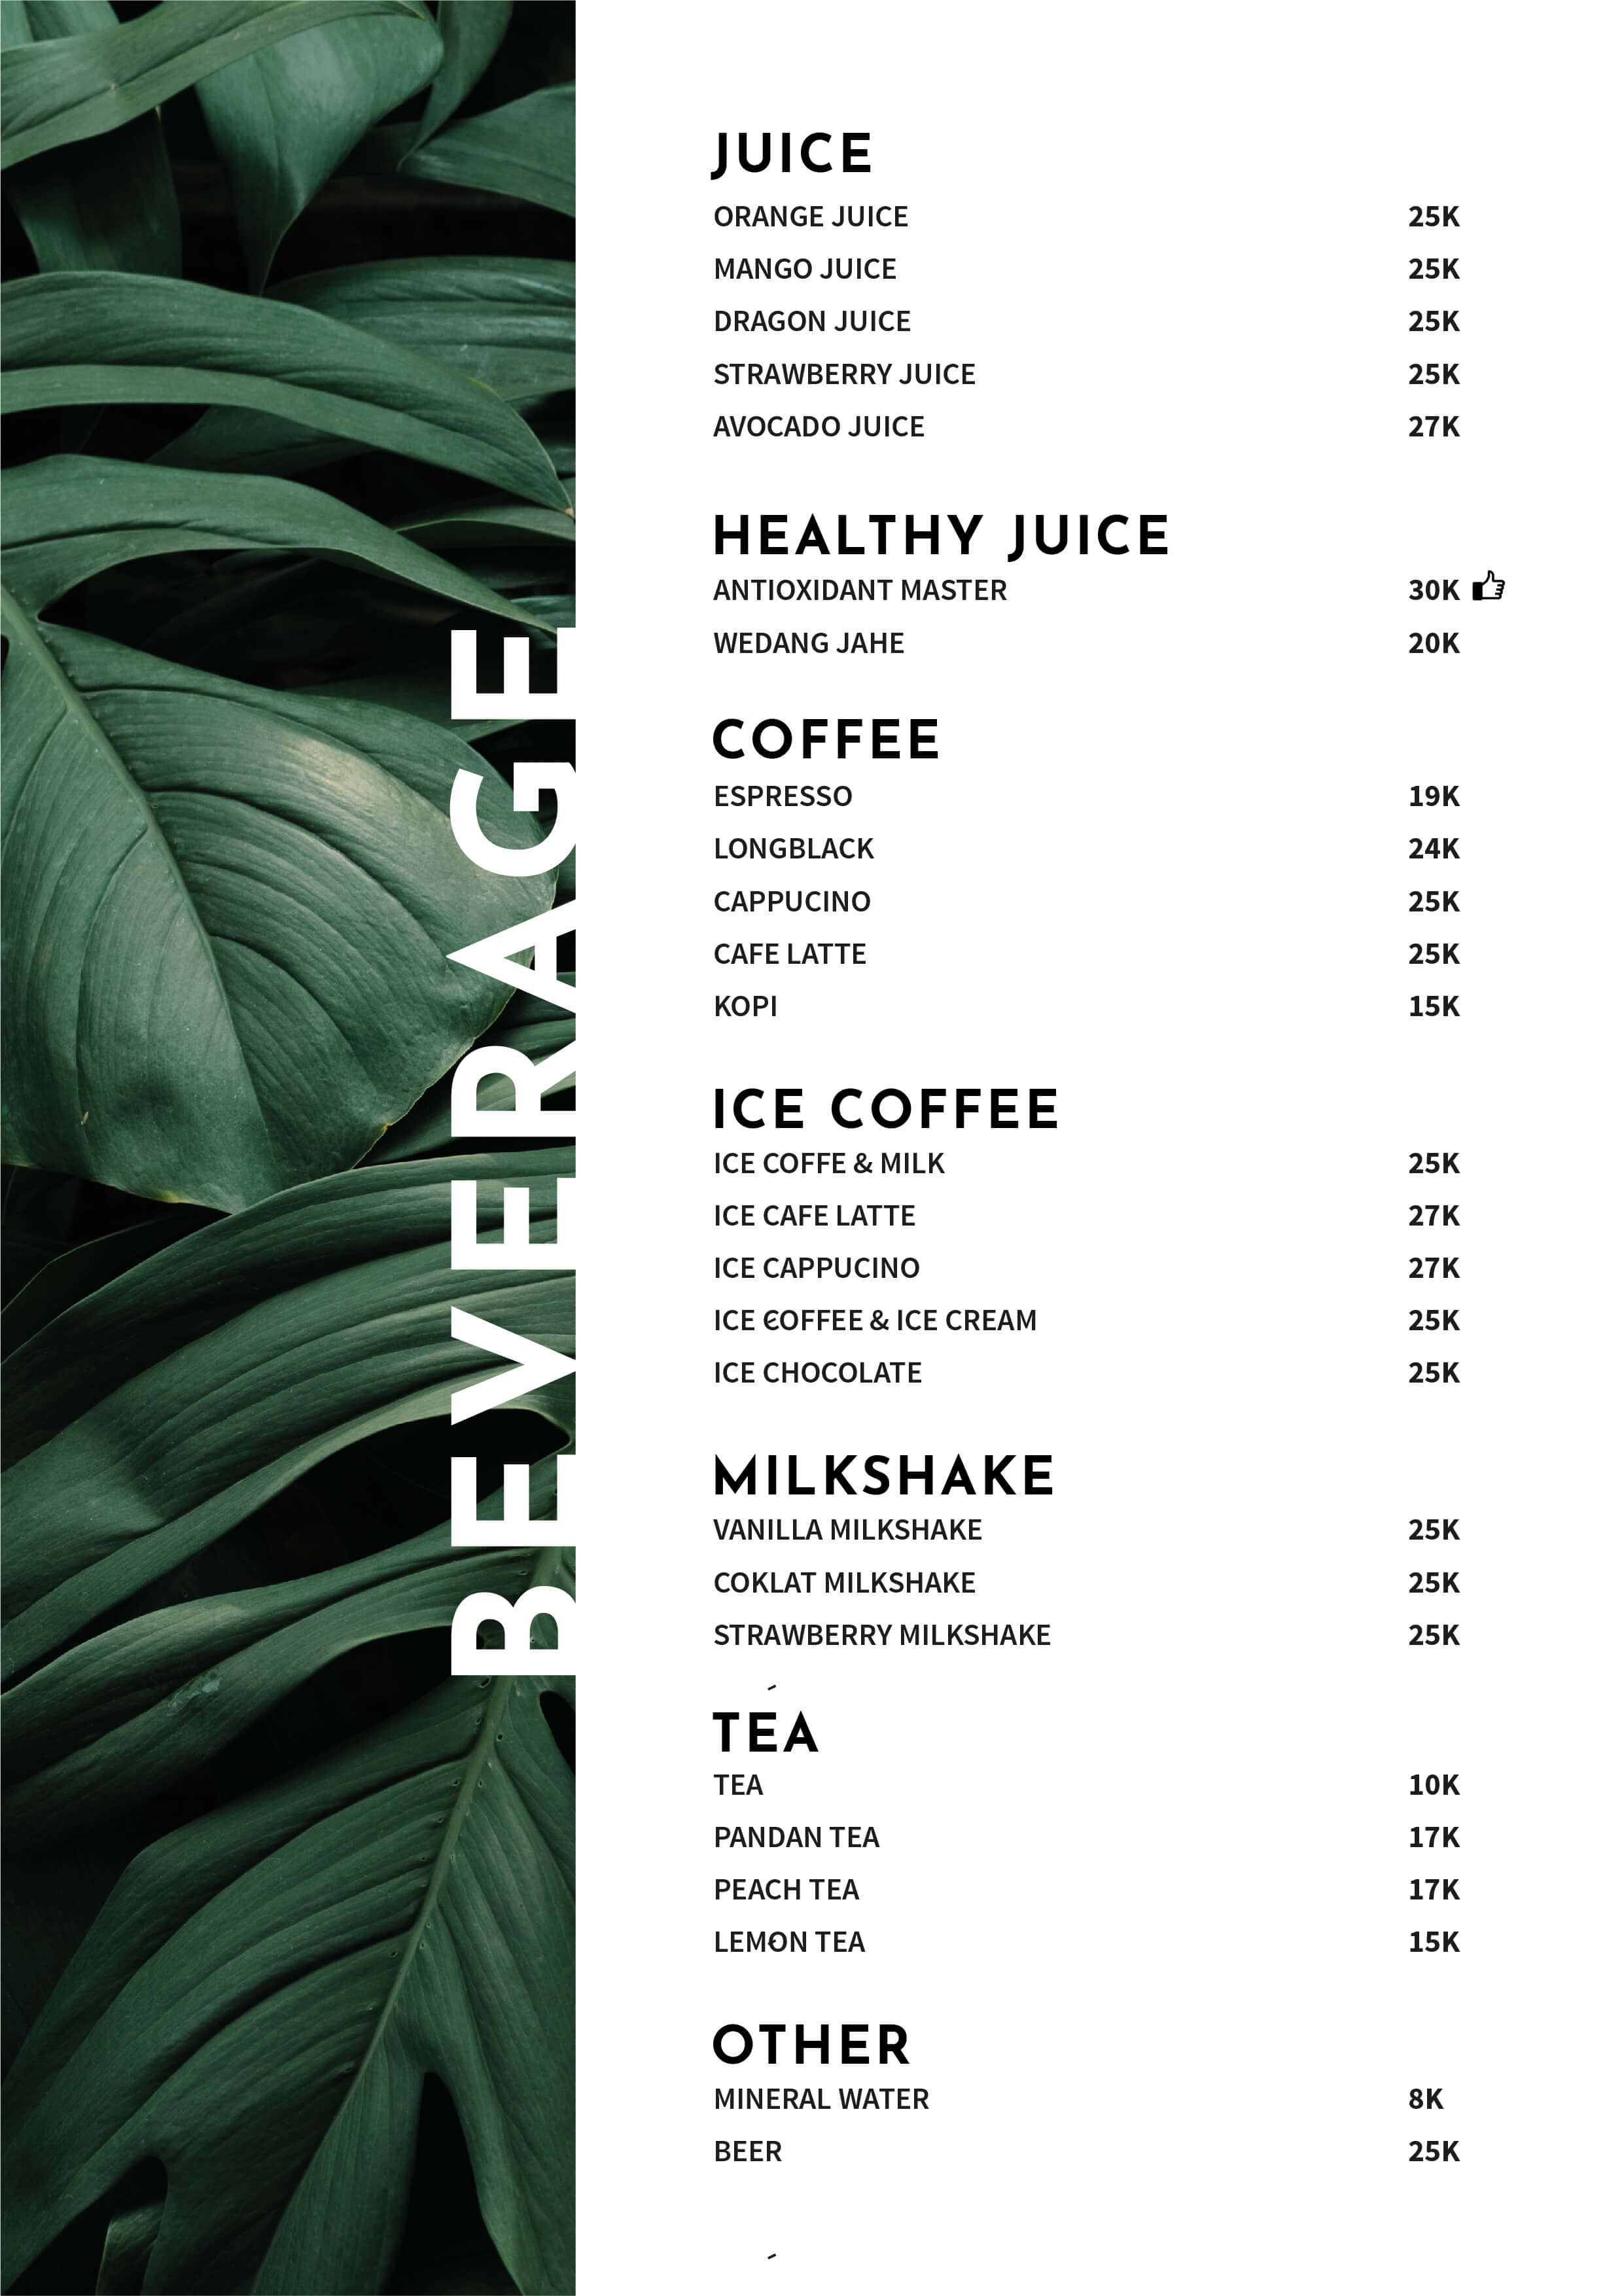 BEVERAGE
JUICE
ORANGE JUICE 25K
MANGO JUICE 25K
DRAGON JUICE 25K
STRAWBERRY JUICE 25K
AVOCADO JUICE 27K
HEALTHY JUICE
ANTIOXIDANT MASTER 30K
WEDANG JAHE 20K
COFFEE
ESPRESSO 19K
LONGBLACK 24K
CAPPUCINO 25K
CAFE LATTE 25K
KOPI 15K
ICE COFFEE
ICE COFFE & MILK 25K
ICE CAFE LATTE 27K
ICE CAPPUCINO 27K
ICE COFFEE & ICE CREAM 25K
ICE CHOCOLATE 25K
MILKSHAKE
VANILLA MILKSHAKE 25K
COKLAT MILKSHAKE 25K
STRAWBERRY MILKSHAKE 25K
TEA
TEA 10K
PANDAN TEA 17K
PEACH TEA 17K
LEMON TEA 15K
OTHER
MINERAL WATER 8K
BEER 25K